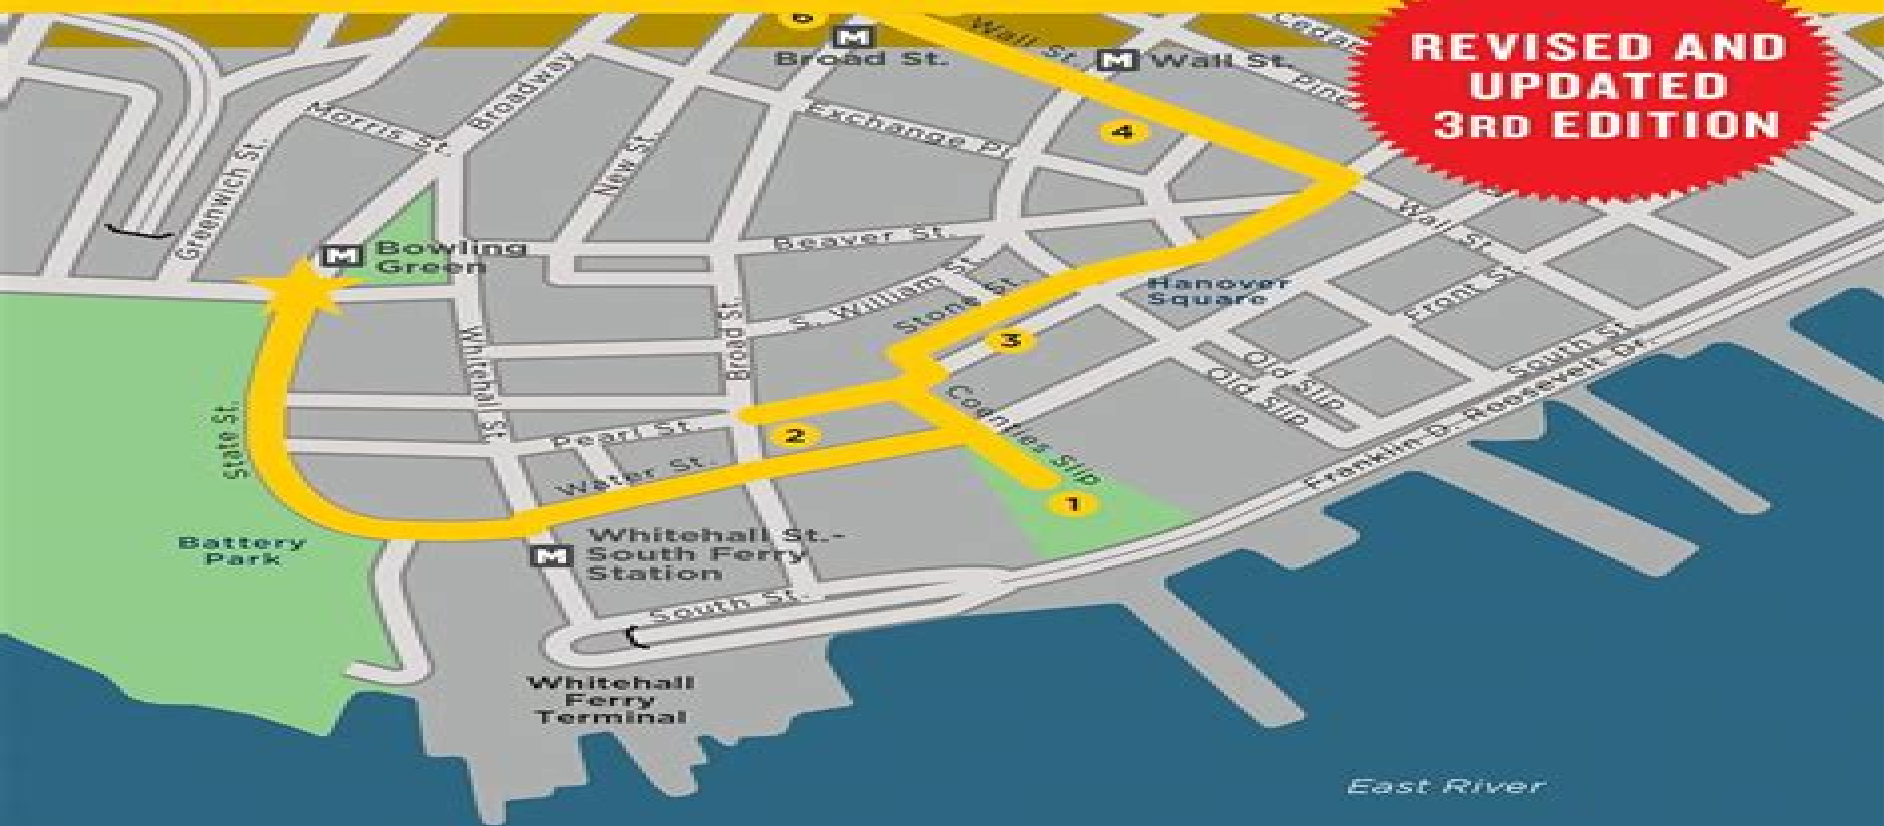 REVISED AND
UPDATED
3RD EDITION
Wall St.
M
Broad St.
M Wall St.
Broadway
Morris St.
Exchange Pl
4
New St.
Greenwich St.
Wall St.
M Bowling
Green
Beaver St.
S. William St.
Stone St.
Hanover
Square
Front St.
3
Broad St.
Whitehall St.
South St.
Old Slip
Old Slip
Franklin D. Roosevelt Dr.
Coenties Slip
State St.
Pearl St.
2
Water St.
1
Battery
Park
M Whitehall St.-
South Ferry
Station
South St.
Whitehall
Ferry
Terminal
East River